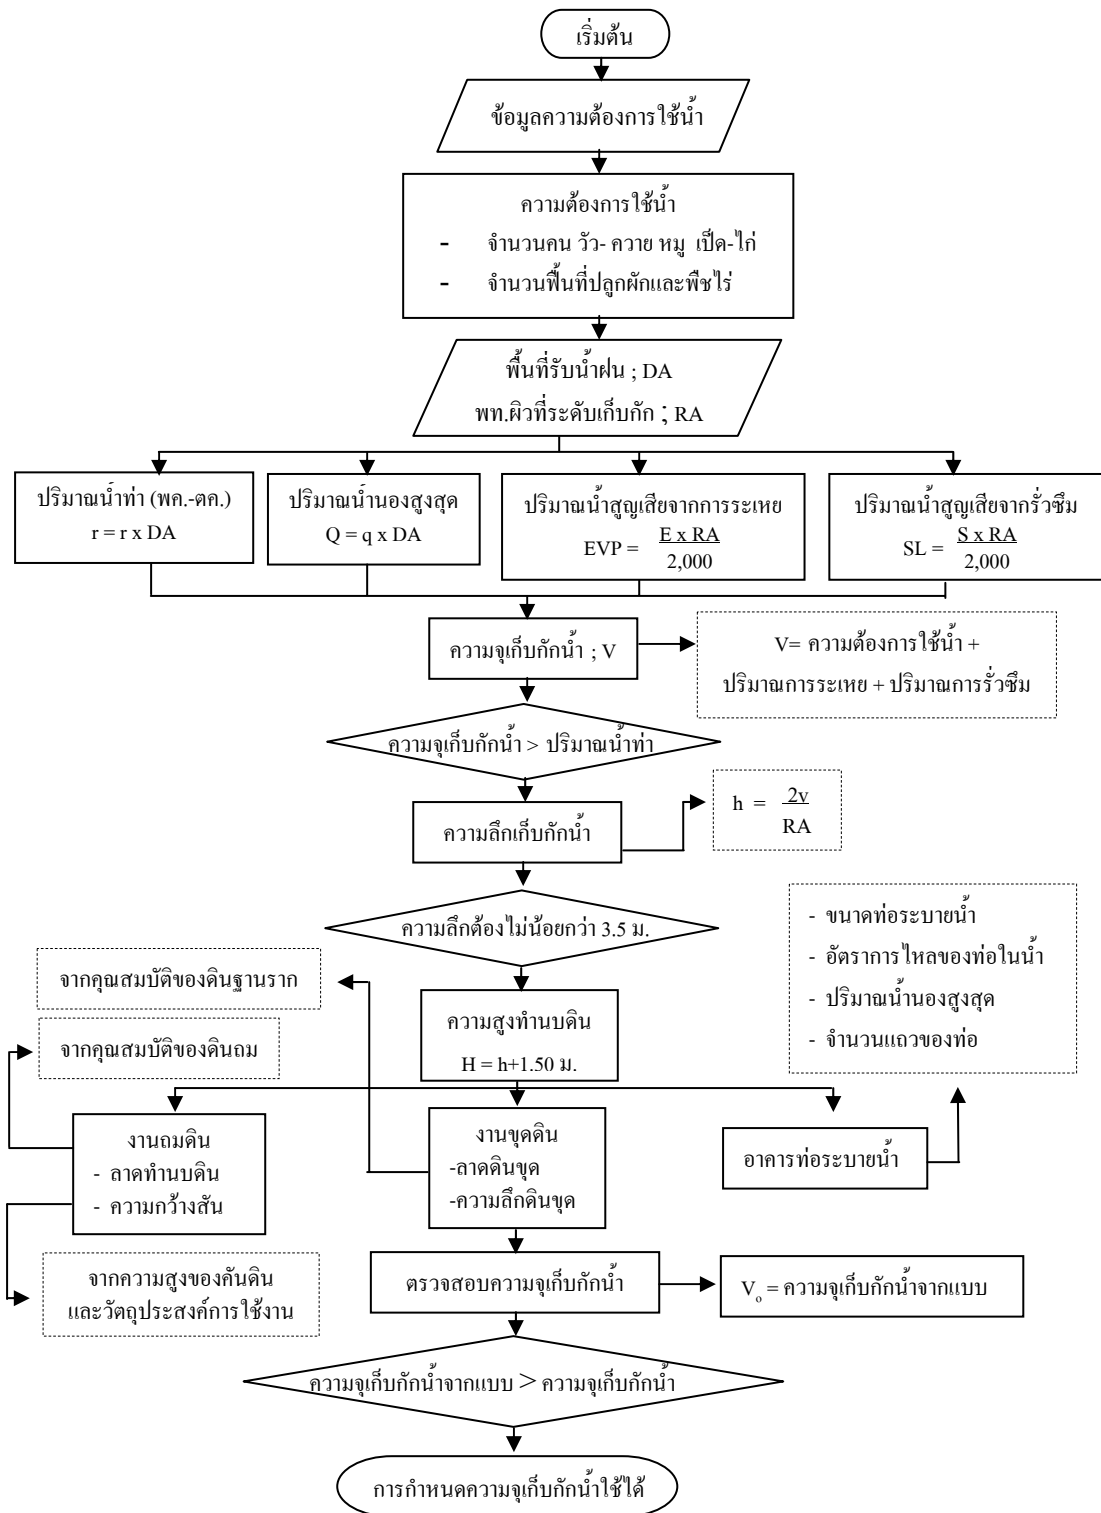 เริ่มต้น
ข้อมูลความต้องการใช้น้ำ
ความต้องการใช้น้ำ
- จำนวนคน วัว- ควาย หมู เป็ด-ไก่
- จำนวนฟื้นที่ปลูกผักและพืชไร่
พื้นที่รับน้ำฝน ; DA
พท.ผิวที่ระดับเก็บกัก ; RA
ปริมาณน้ำท่า (พค.-ตค.)
r = r x DA
ปริมาณน้ำนองสูงสุด
Q = q x DA
ปริมาณน้ำสูญเสียจากการระเหย
EVP = E x RA
2,000
ปริมาณน้ำสูญเสียจากรั่วซึม
SL = S x RA
2,000
ความจุเก็บกักน้ำ ; V
V= ความต้องการใช้น้ำ +
ปริมาณการระเหย + ปริมาณการรั่วซึม
ความจุเก็บกักน้ำ > ปริมาณน้ำท่า
ความลึกเก็บกักน้ำ
h = 2v
RA
ความลึกต้องไม่น้อยกว่า 3.5 ม.
- ขนาดท่อระบายน้ำ
- อัตราการไหลของท่อในน้ำ
- ปริมาณน้ำนองสูงสุด
- จำนวนแถวของท่อ
จากคุณสมบัติของดินฐานราก
จากคุณสมบัติของดินถม
ความสูงทำนบดิน
H = h+1.50 ม.
งานถมดิน
- ลาดทำนบดิน
- ความกว้างสัน
งานขุดดิน
-ลาดดินขุด
-ความลึกดินขุด
อาคารท่อระบายน้ำ
จากความสูงของคันดิน
และวัตถุประสงค์การใช้งาน
ตรวจสอบความจุเก็บกักน้ำ
Vo = ความจุเก็บกักน้ำจากแบบ
ความจุเก็บกักน้ำจากแบบ > ความจุเก็บกักน้ำ
การกำหนดความจุเก็บกักน้ำใช้ได้